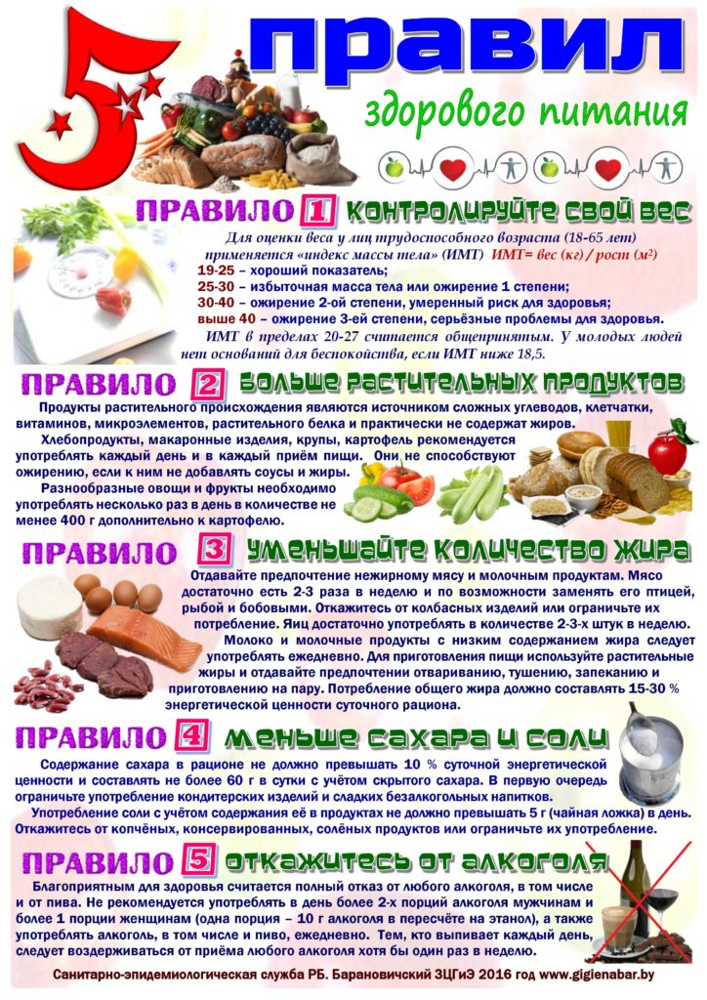 5 правил
здорового питания
ПРАВИЛО 1 КОНТРОЛИРУЙТЕ СВОЙ ВЕС
Для оценки веса у лиц трудоспособного возраста (18-65 лет)
применяется «индекс массы тела» (ИМТ) ИМТ= вес (кг) / рост (м²)
19-25 – хороший показатель;
25-30 – избыточная масса тела или ожирение 1 степени;
30-40 – ожирение 2-ой степени, умеренный риск для здоровья;
выше 40 – ожирение 3-ей степени, серьёзные проблемы для здоровья.
ИМТ в пределах 20-27 считается общепринятым. У молодых людей
нет оснований для беспокойства, если ИМТ ниже 18,5.
ПРАВИЛО 2 БОЛЬШЕ РАСТИТЕЛЬНЫХ ПРОДУКТОВ
Продукты растительного происхождения являются источником сложных углеводов, клетчатки,
витаминов, микроэлементов, растительного белка и практически не содержат жиров.
Хлебопродукты, макаронные изделия, крупы, картофель рекомендуется
употреблять каждый день и в каждый приём пищи. Они не способствуют
ожирению, если к ним не добавлять соусы и жиры.
Разнообразные овощи и фрукты необходимо
употреблять несколько раз в день в количестве не
менее 400 г дополнительно к картофелю.
ПРАВИЛО 3 УМЕНЬШАЙТЕ КОЛИЧЕСТВО ЖИРА
Отдавайте предпочтение нежирному мясу и молочным продуктам. Мясо
достаточно есть 2-3 раза в неделю и по возможности заменять его птицей,
рыбой и бобовыми. Откажитесь от колбасных изделий или ограничьте их
потребление. Яиц достаточно употреблять в количестве 2-3-х штук в неделю.
Молоко и молочные продукты с низким содержанием жира следует
употреблять ежедневно. Для приготовления пищи используйте растительные
жиры и отдавайте предпочтении отвариванию, тушению, запеканию и
приготовлению на пару. Потребление общего жира должно составлять 15-30 %
энергетической ценности суточного рациона.
ПРАВИЛО 4 МЕНЬШЕ САХАРА И СОЛИ
Содержание сахара в рационе не должно превышать 10 % суточной энергетической
ценности и составлять не более 60 г в сутки с учётом скрытого сахара. В первую очередь
ограничьте употребление кондитерских изделий и сладких безалкогольных напитков.
Употребление соли с учётом содержания её в продуктах не должно превышать 5 г (чайная ложка) в день.
Откажитесь от копчёных, консервированных, солёных продуктов или ограничьте их употребление.
ПРАВИЛО 5 ОТКАЖИТЕСЬ ОТ АЛКОГОЛЯ
Благоприятным для здоровья считается полный отказ от любого алкоголя, в том числе
и от пива. Не рекомендуется употреблять в день более 2-х порций алкоголя мужчинам и
более 1 порции женщинам (одна порция – 10 г алкоголя в пересчёте на этанол), а также
употреблять алкоголь, в том числе и пиво, ежедневно. Тем, кто выпивает каждый день,
следует воздерживаться от приёма любого алкоголя хотя бы один раз в неделю.
Санитарно-эпидемиологическая служба РБ. Барановичский ЗЦГиЭ 2016 год www.gigienabar.by